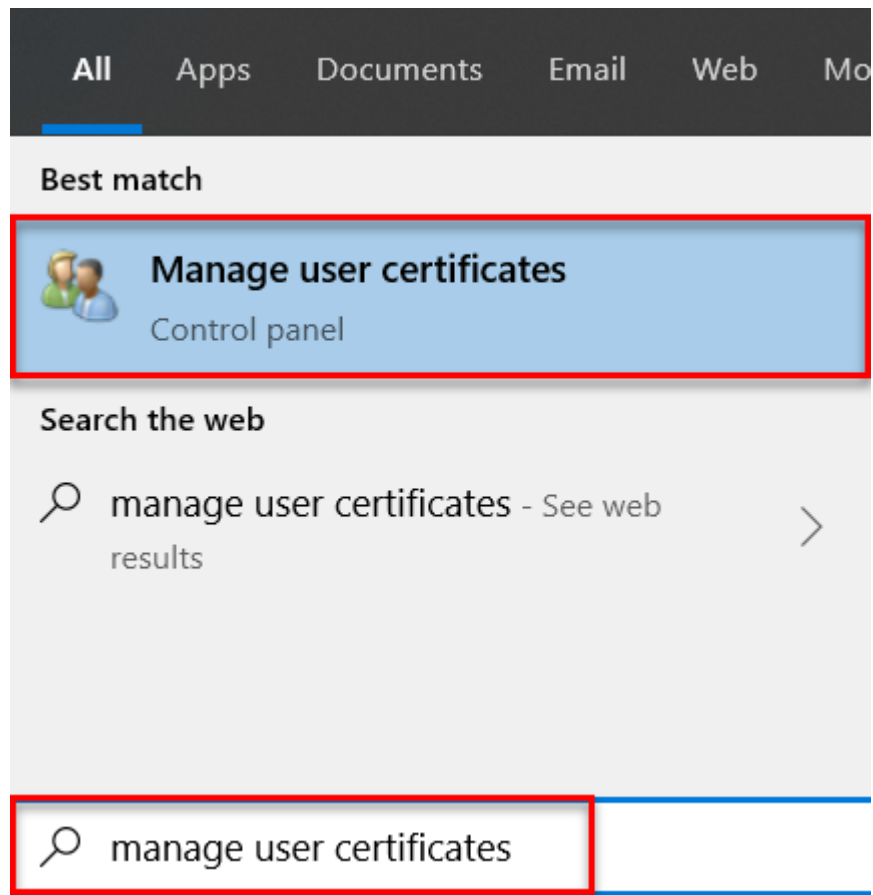 All Apps Documents Email Web Mo
Best match
Manage user certificates
Control panel
Search the web
manage user certificates - See web
results
manage user certificates